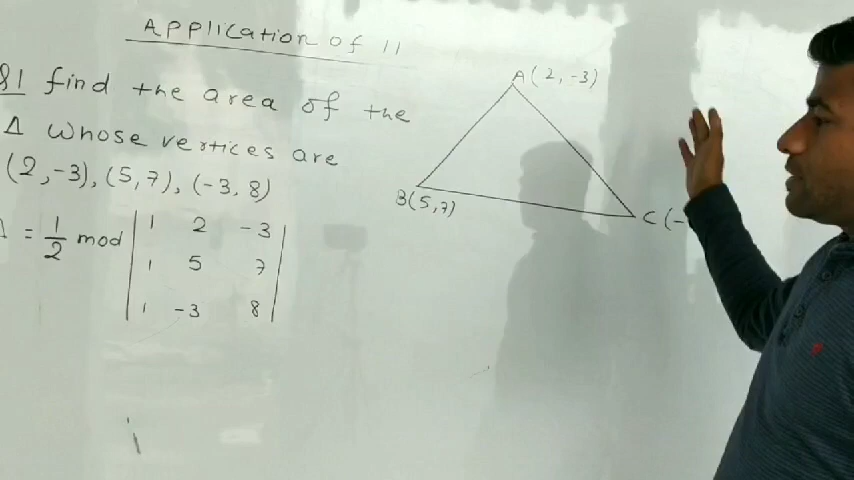 Application of ||
Q1 find the area of the
Δ whose vertices are
(2, -3), (5, 7), (-3, 8)
Δ = 1/2 mod | 1 2 -3 |
| 1 5 7 |
| 1 -3 8 |
A(2, -3)
B(5, 7)
C(-